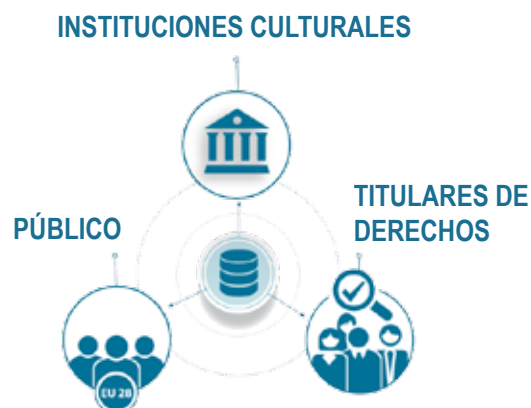 INSTITUCIONES CULTURALES
TITULARES DE
DERECHOS
PÚBLICO
EU 28